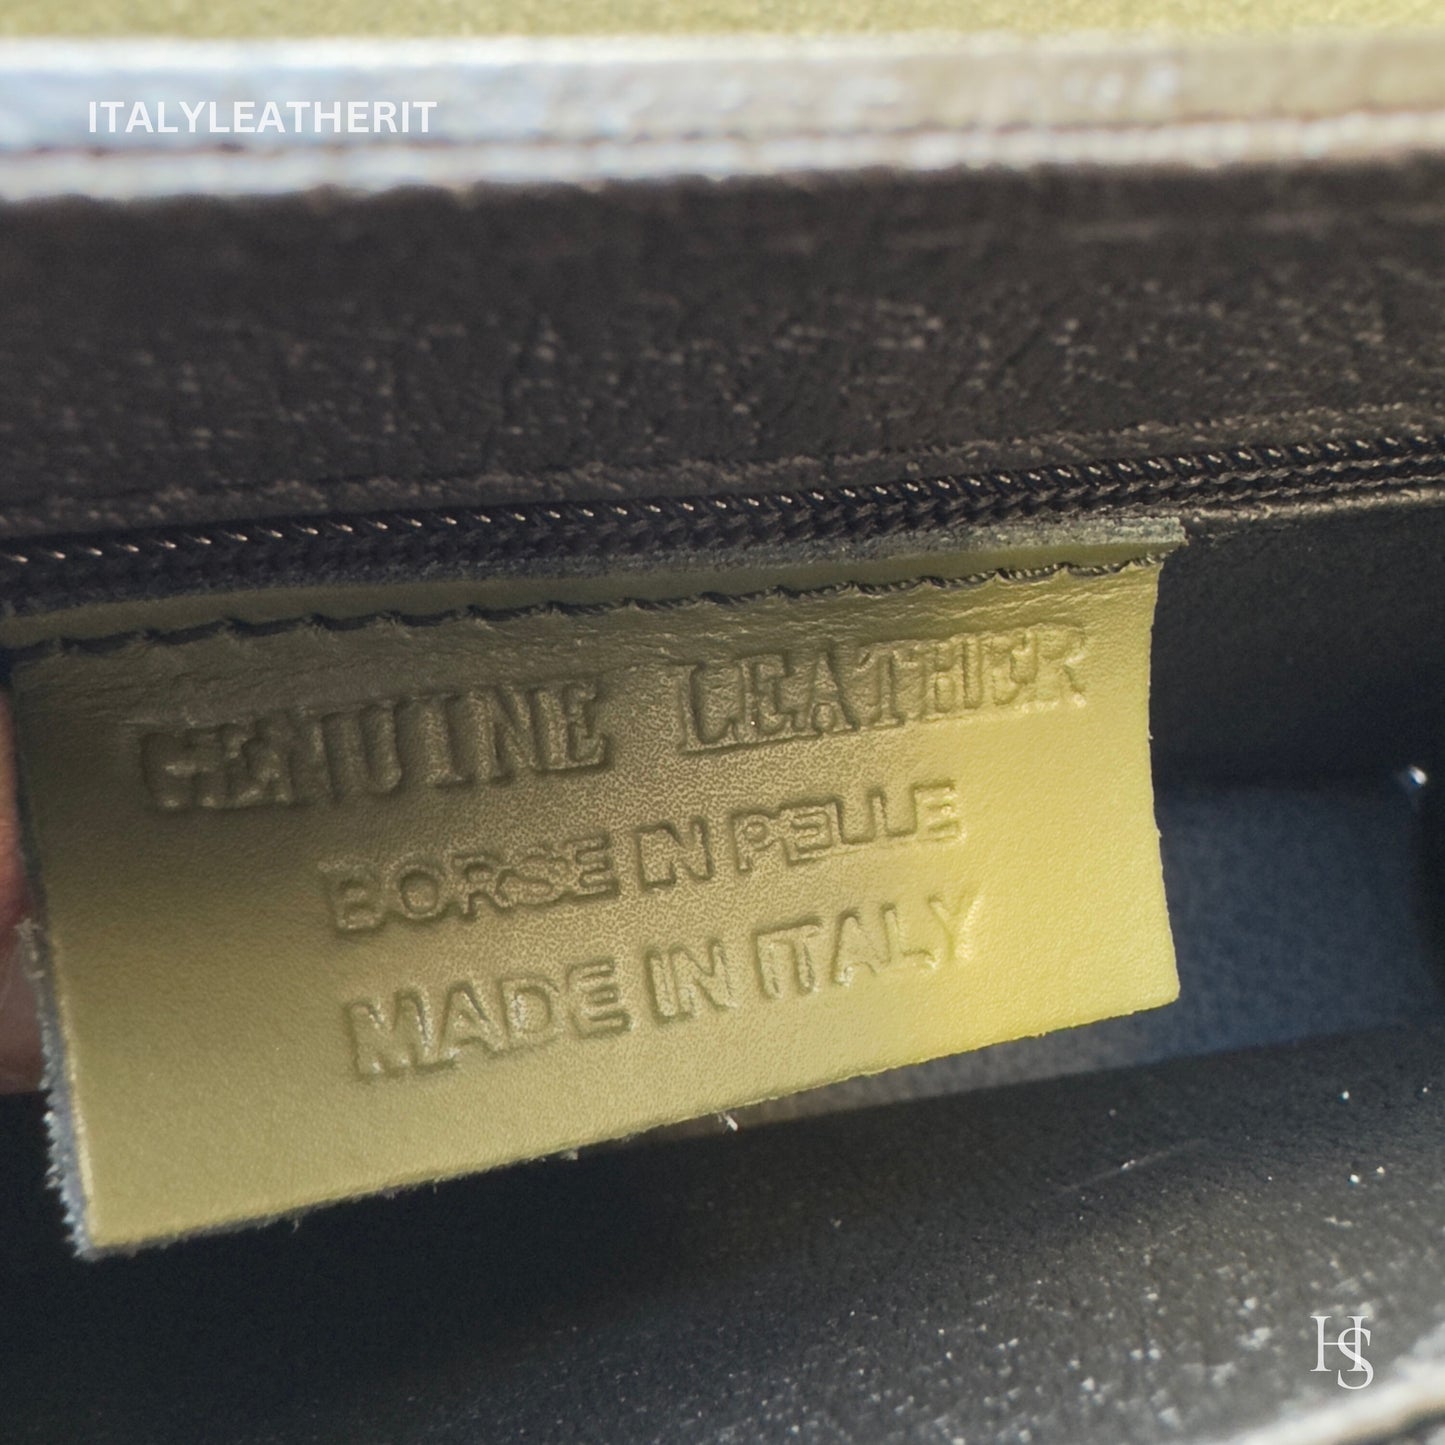 ITALYLEATHERIT
GENUINE LEATHER
BORSE IN PELLE
MADE IN ITALY
HS